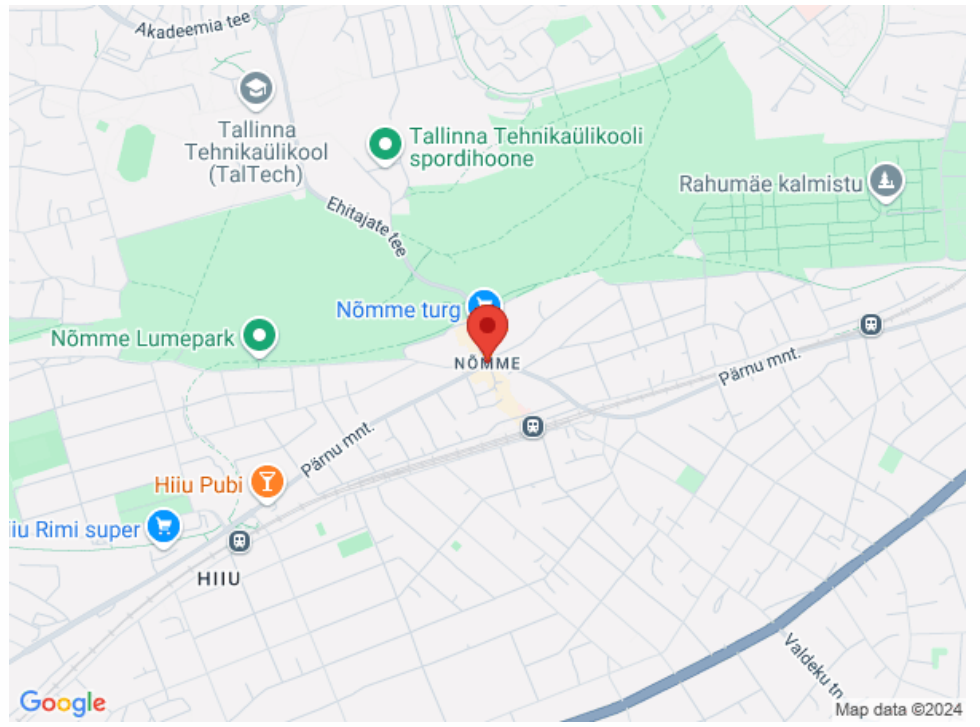 Akadeemia tee
Tallinna
Tehnikaülikool
(TalTech)
Tallinna Tehnikaülikooli
spordihoone
Rahumäe kalmistu
Ehitajate tee
Nõmme turg
Nõmme Lumepark
NÕMME
Pärnu mnt.
Pärnu mnt.
Hiiu Pubi
iu Rimi super
HIIU
Valdeku tn
Google
Map data ©2024